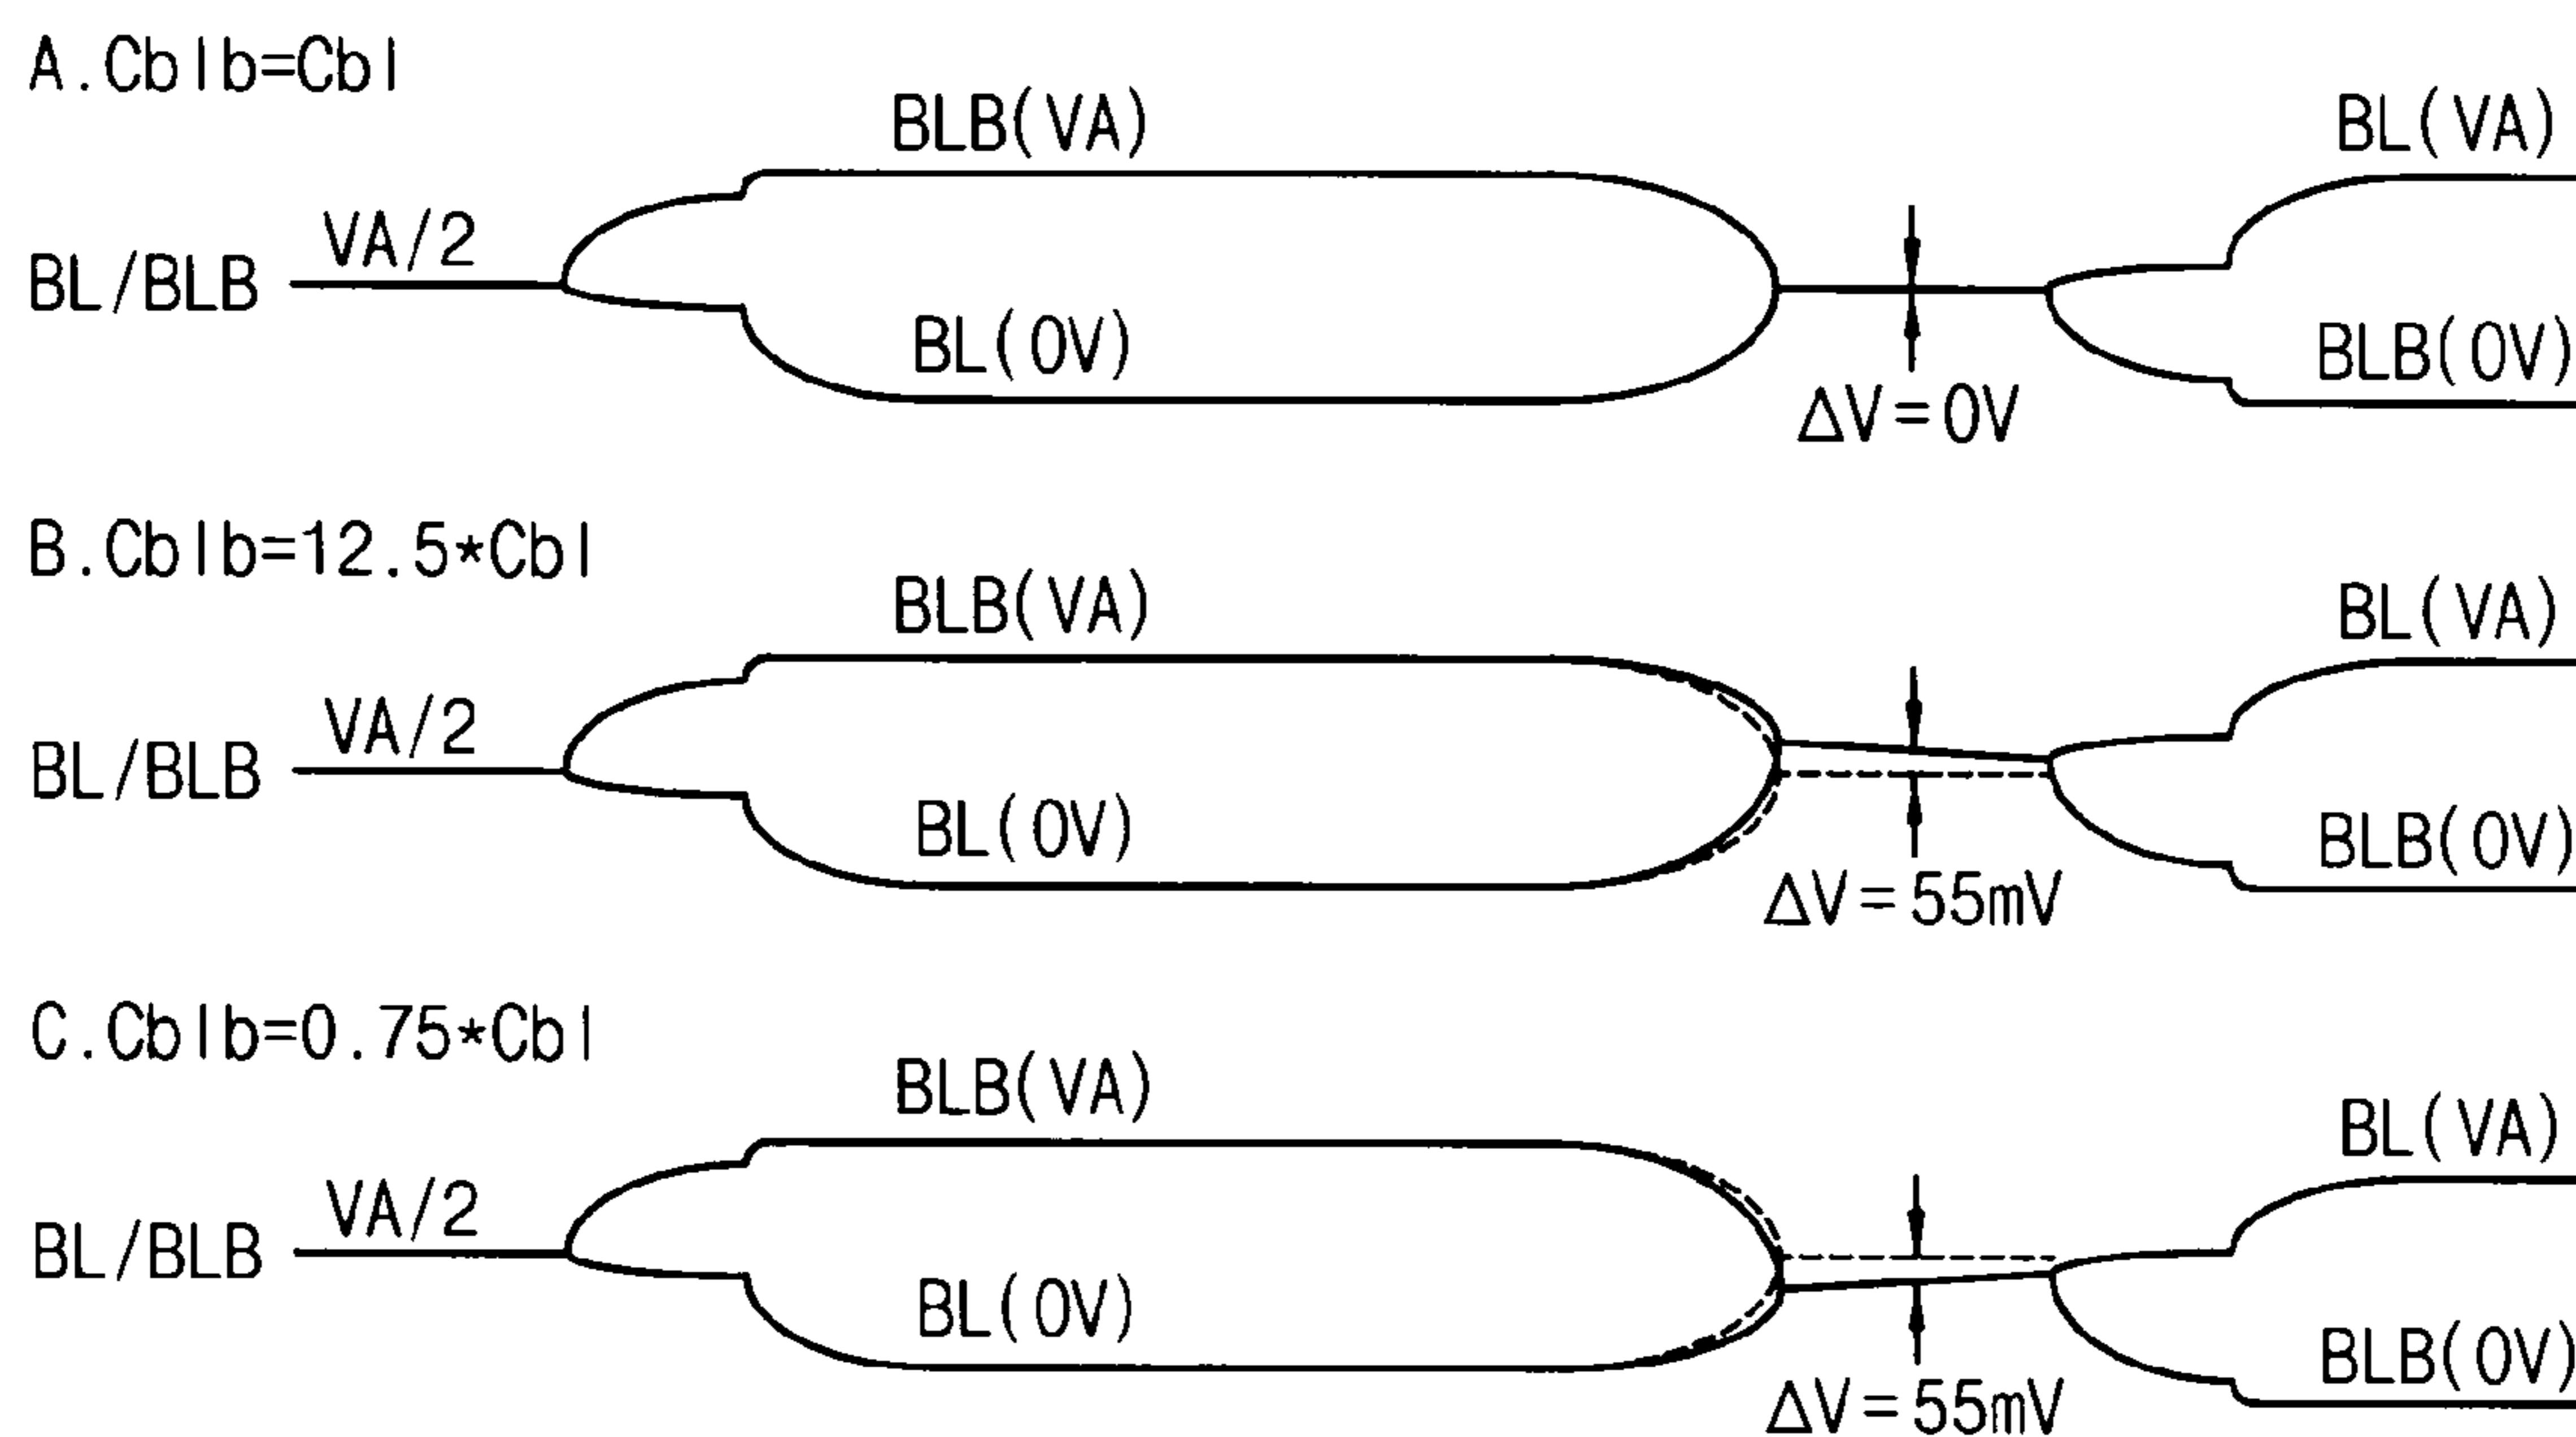 A.Cblb=Cbl
BLB(VA)
BL(VA)
VA/2
BL/BLB
BL(0V)
BLB(0V)
ΔV=0V
B.Cblb=12.5*Cbl
BLB(VA)
BL(VA)
VA/2
BL/BLB
BL(0V)
BLB(0V)
ΔV=55mV
C.Cblb=0.75*Cbl
BLB(VA)
BL(VA)
VA/2
BL/BLB
BL(0V)
BLB(0V)
ΔV=55mV